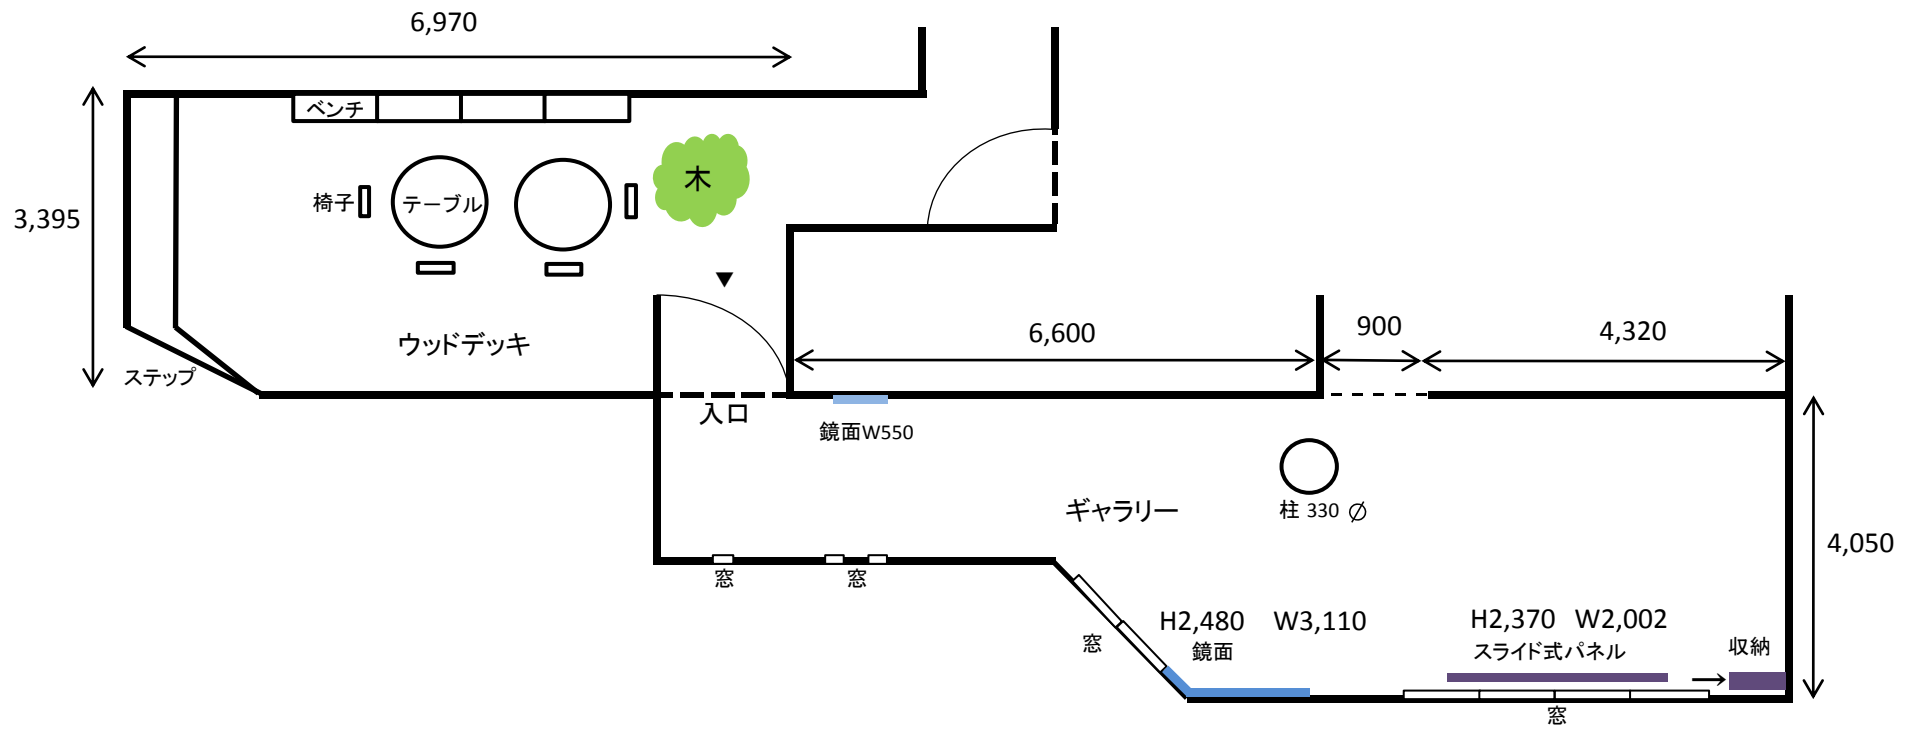 6,970
ベンチ
木
椅子
テーブル
3,395
ウッドデッキ
6,600
900
4,320
ステップ
入口
鏡面W550
ギャラリー
柱 330 ∅
4,050
窓
窓
窓
H2,480 W3,110
鏡面
H2,370 W2,002
スライド式パネル
収納
窓